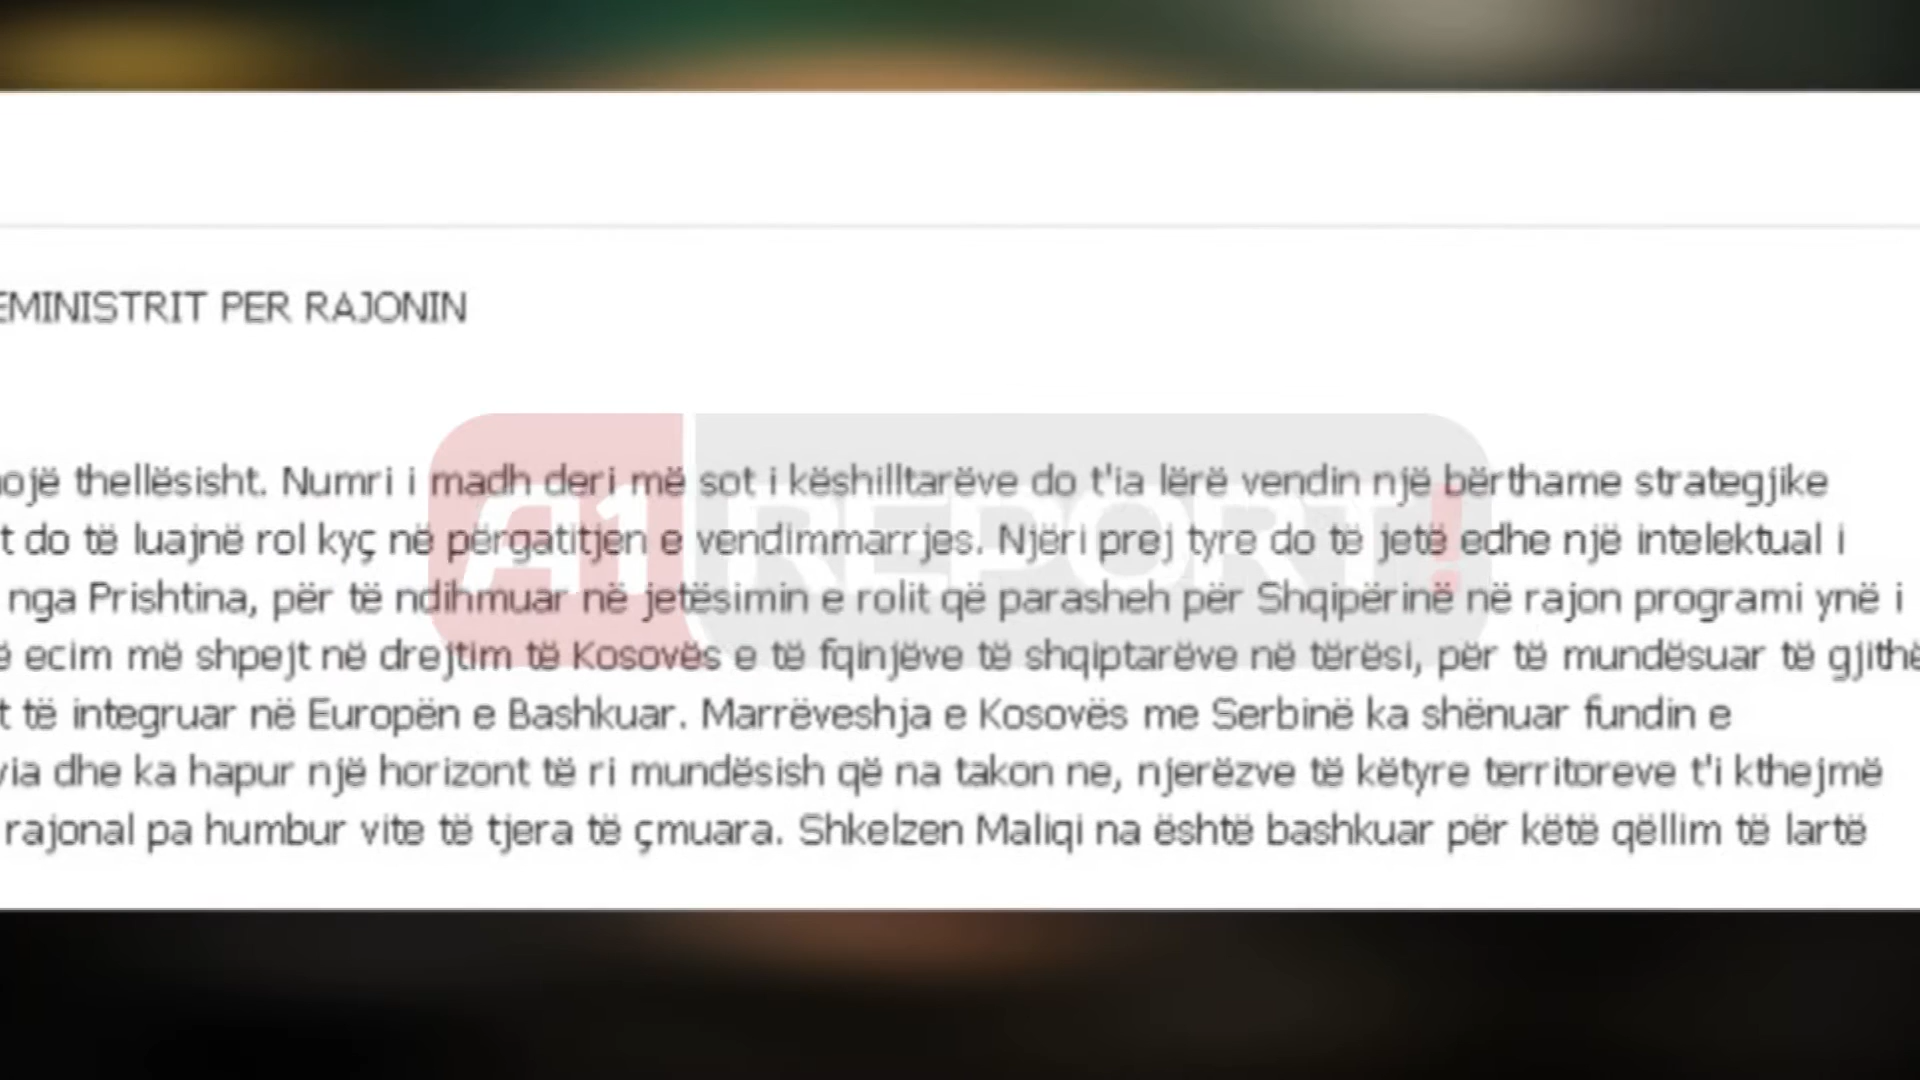 EMINISTRIT PER RAJONIN
ojë thellësisht. Numri i madh deri më sot i këshilltarëve do t'ia lërë vendin një bërthame strategjike
t do të luajnë rol kyç në përgatitjen e vendimmarrjes. Njëri prej tyre do të jetë edhe një intelektual i
nga Prishtina, për të ndihmuar në jetësimin e rolit që parasheh për Shqipërinë në rajon programi ynë i
ë ecim më shpejt në drejtim të Kosovës e të fqinjëve të shqiptarëve në tërësi, për të mundësuar të gjithë
t të integruar në Europën e Bashkuar. Marrëveshja e Kosovës me Serbinë ka shënuar fundin e
via dhe ka hapur një horizont të ri mundësish që na takon ne, njerëzve të këtyre territoreve t'i kthejmë
rajonal pa humbur vite të tjera të çmuara. Shkelzen Maliqi na është bashkuar për këtë qëllim të lartë
A1 REPORT!